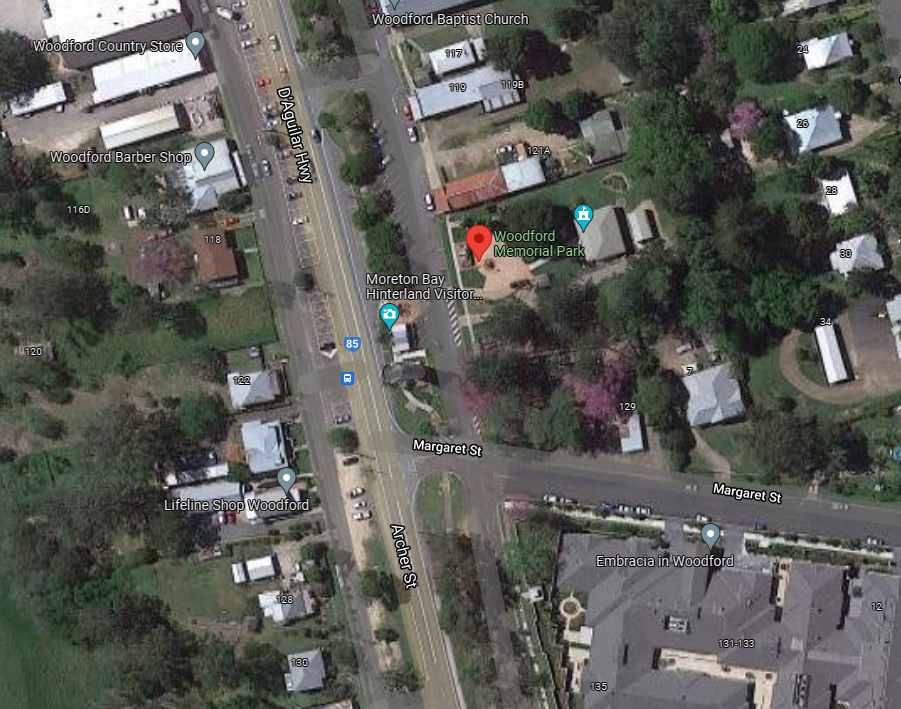 Woodford Baptist Church
Woodford Country Store
117
24
119
119B
D'Aguilar Hwy
26
Woodford Barber Shop
121A
28
116D
118
Woodford
Memorial Park
30
Moreton Bay
Hinterland Visitor...
34
85
120
122
7
129
Margaret St
Margaret St
Lifeline Shop Woodford
Archer St
Embracia in Woodford
128
12
131-133
130
135